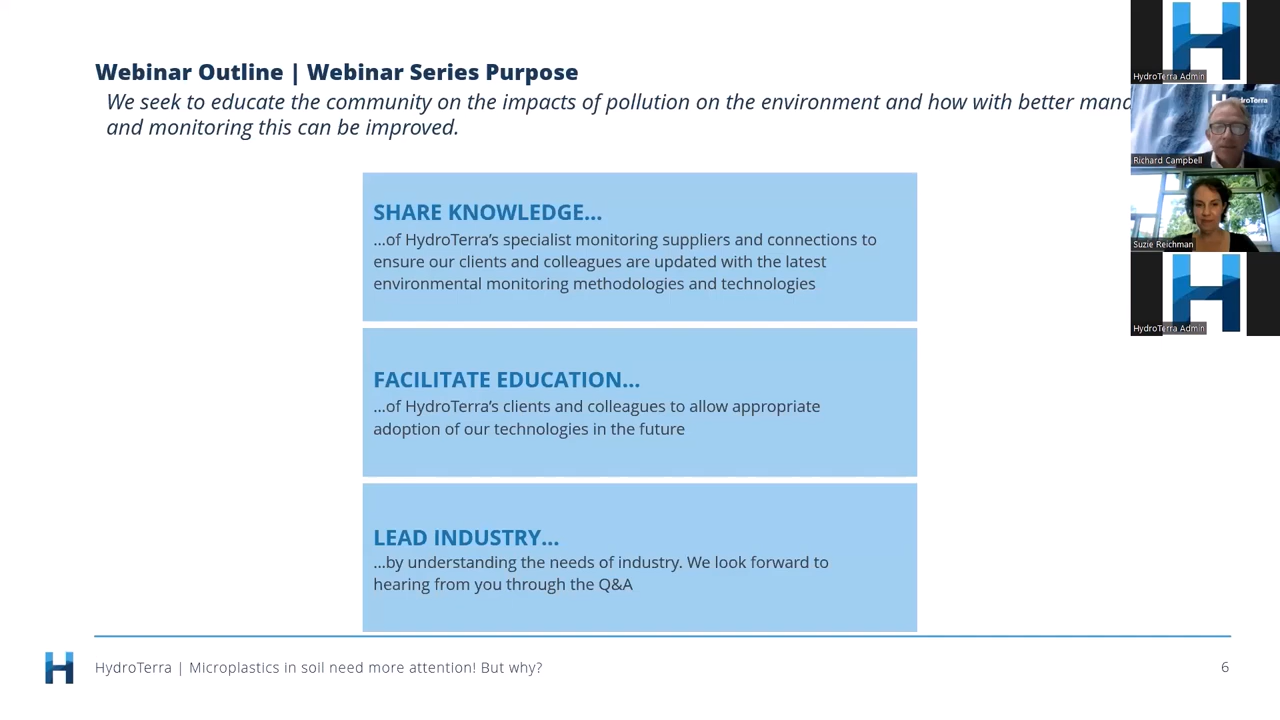 Webinar Outline | Webinar Series Purpose
We seek to educate the community on the impacts of pollution on the environment and how with better
and monitoring this can be improved.
SHARE KNOWLEDGE...
...of HydroTerra’s specialist monitoring suppliers and connections to
ensure our clients and colleagues are updated with the latest
environmental monitoring methodologies and technologies
FACILITATE EDUCATION...
...of HydroTerra’s clients and colleagues to allow appropriate
adoption of our technologies in the future
LEAD INDUSTRY...
...by understanding the needs of industry. We look forward to
hearing from you through the Q&A
HydroTerra | Microplastics in soil need more attention! But why?
6
HydroTerra Admin
Richard Campbell
Suzie Reichman
HydroTerra Admin